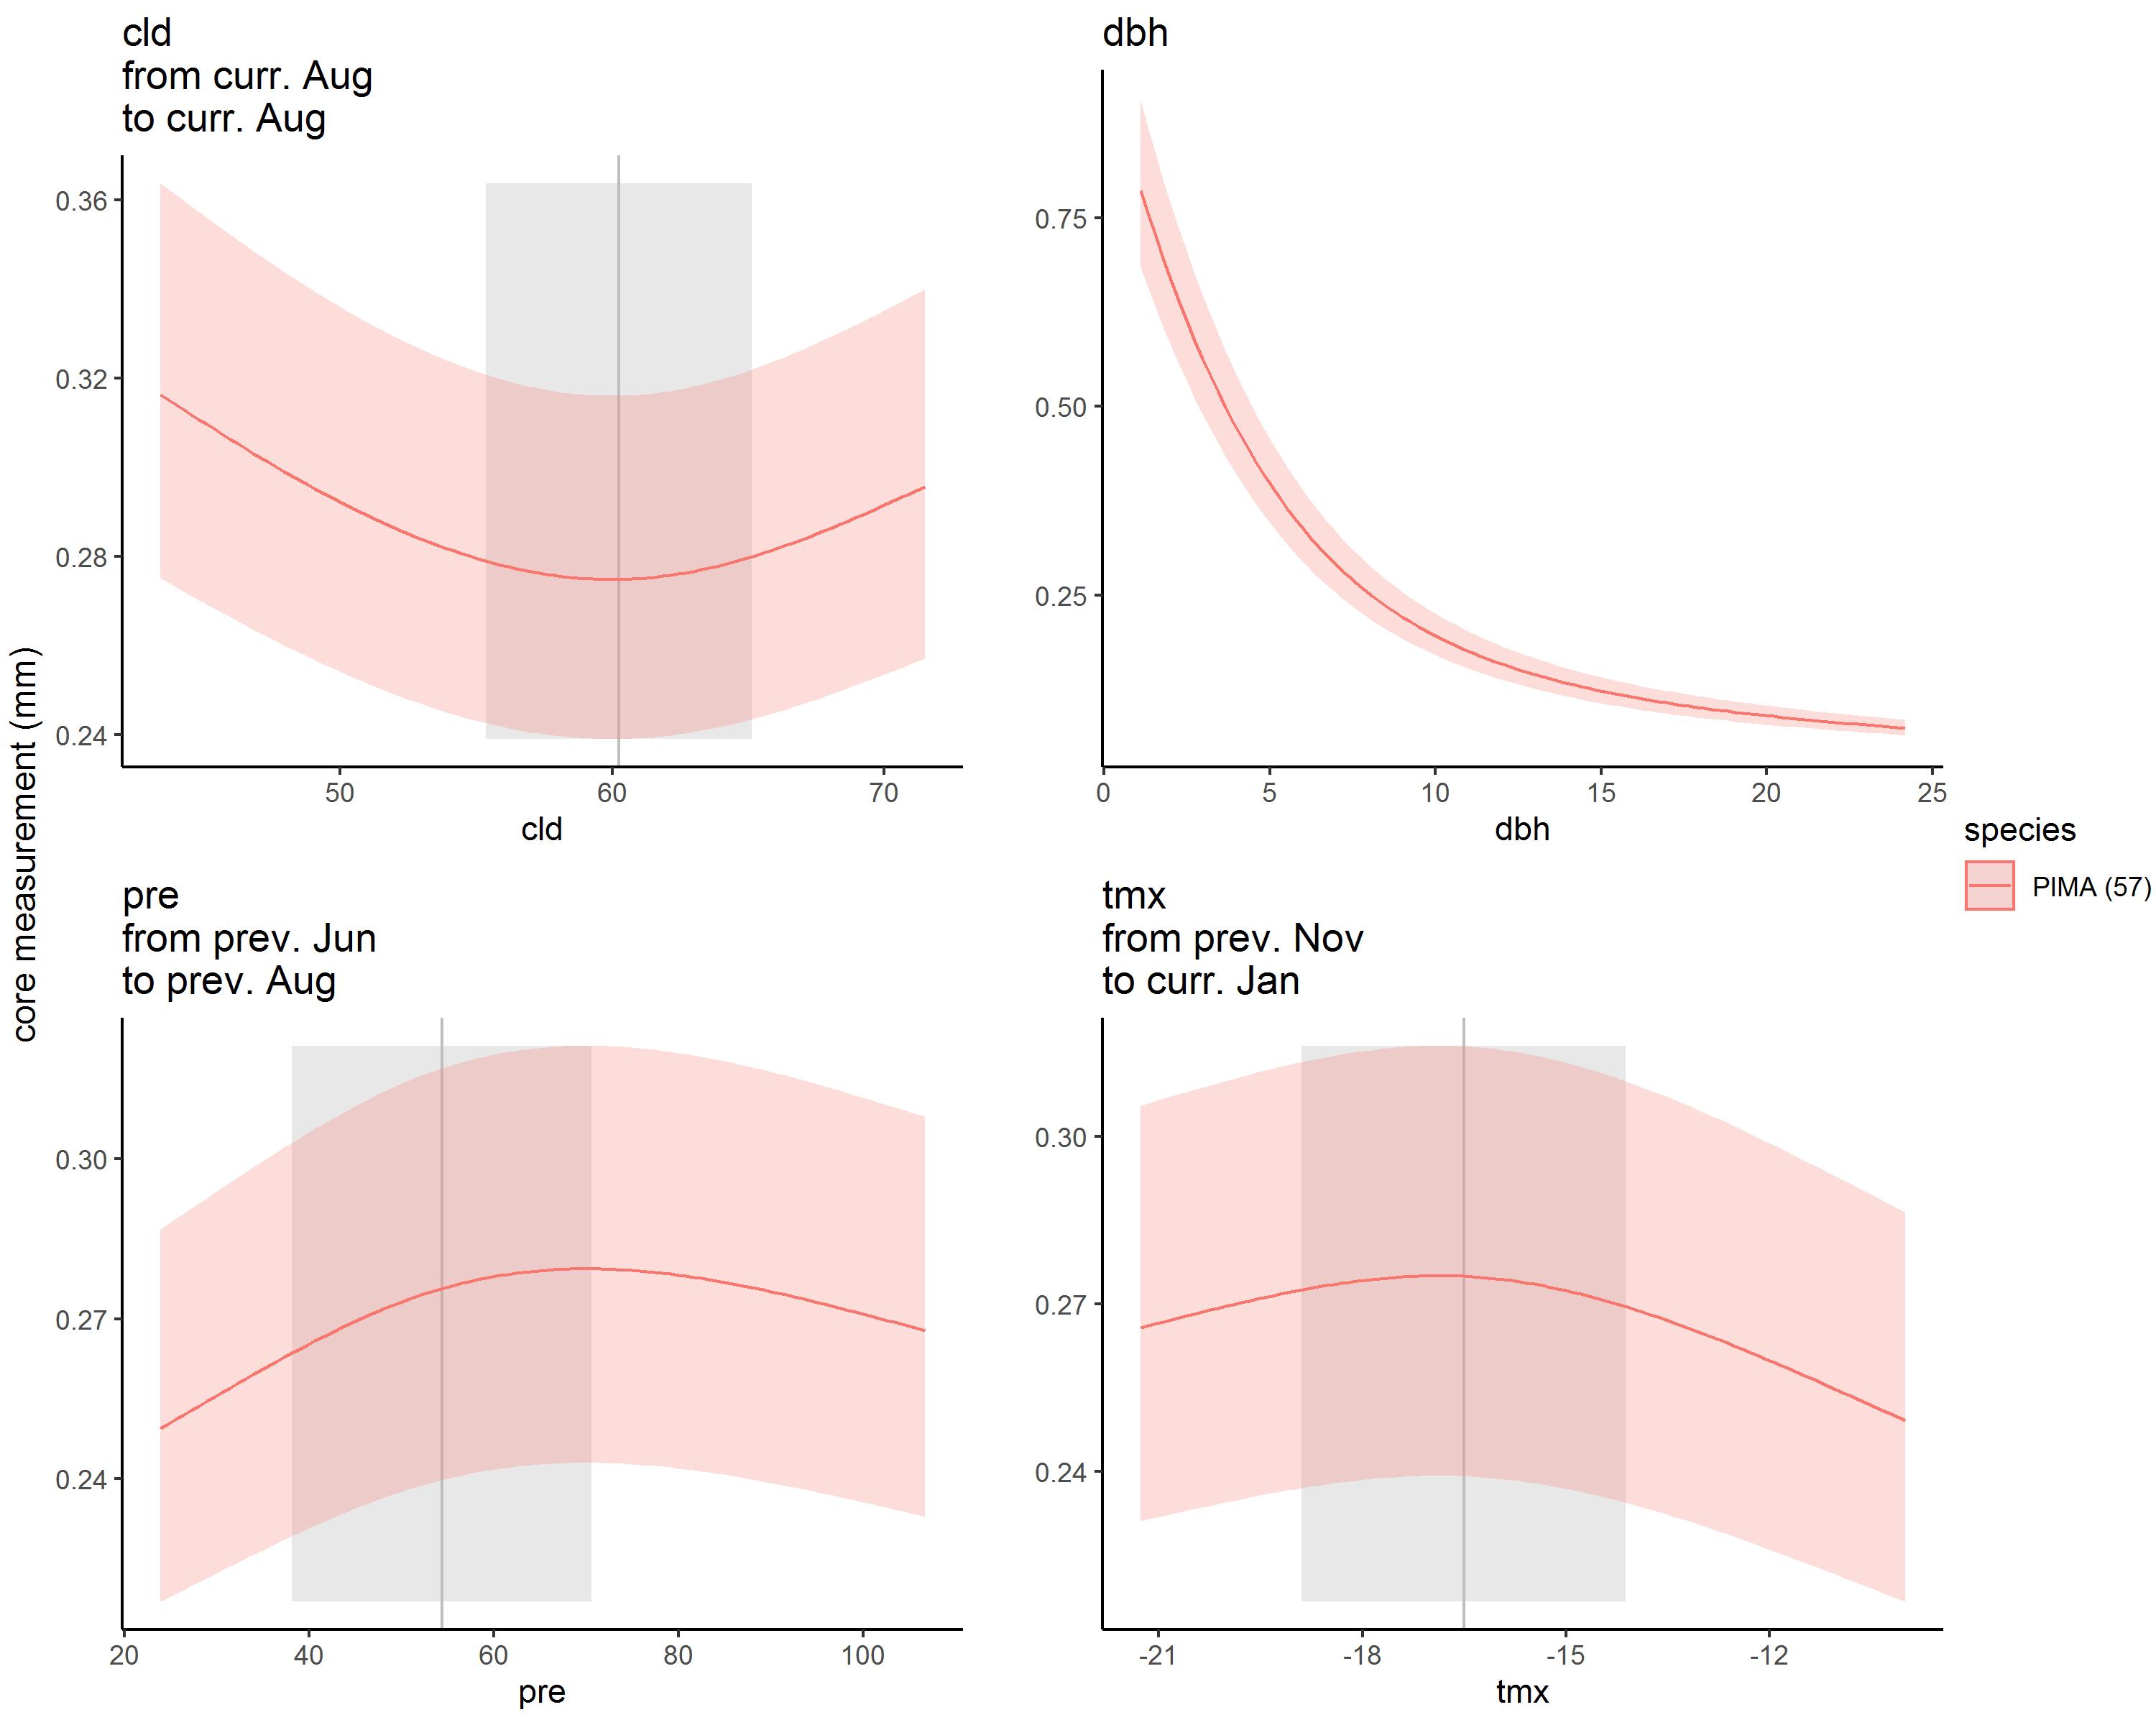 cld
from curr. Aug
to curr. Aug
0.36
0.32
0.28
0.24
50 60 70
cld
dbh
0.75
0.50
0.25
0 5 10 15 20 25
dbh
core measurement (mm)
pre
from prev. Jun
to prev. Aug
0.30
0.27
0.24
20 40 60 80 100
pre
tmx
from prev. Nov
to curr. Jan
0.30
0.27
0.24
-21 -18 -15 -12
tmx
species
PIMA (57)